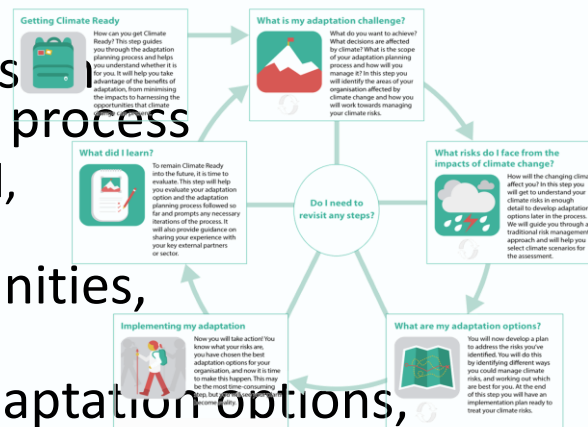 Getting Climate Ready
How can you get Climate
Ready? This step guides
you through the adaptation
planning process and helps
you understand whether it is
for you. It will help you take
advantage of the benefits of
adaptation, from minimising
the impacts to harnessing the
opportunities that climate
What is my adaptation challenge?
What do you want to achieve?
What decisions are affected
by climate? What is the scope
of your adaptation planning
process and how will you
manage it? In this step you
will identify the areas of your
organisation affected by
climate change and how you
will work towards managing
your climate risks.
process
What did I learn?
To remain Climate Ready
into the future, it is time to
evaluate. This step will help
you evaluate your adaptation
option and the adaptation
planning process followed so
far and prompts any necessary
iterations of the process. It
will also provide guidance on
sharing your experience with
your key external partners
or sector.
Do I need to
revisit any steps?
What risks do I face from the
impacts of climate change?
How will the changing clima
affect you? In this step you
will get to understand your
climate risks in enough
detail to develop adaptation
options later in the process.
We will guide you through a
traditional risk management
approach and will help you
select climate scenarios for
the assessment.
nities,
Implementing my adaptation
Now you will take action! You
know what your risks are,
you have chosen the best
adaptation options for your
organisation, and now it is time
to make this happen. This may
be the most time-consuming
step, but you will see your plans
become reality.
What are my adaptation options?
You will now develop a plan
to address the risks you've
identified. You will do this
by identifying different ways
you could manage climate
risks, and working out which
are best for you. At the end
of this step you will have an
implementation plan ready to
treat your climate risks.
aptation options,